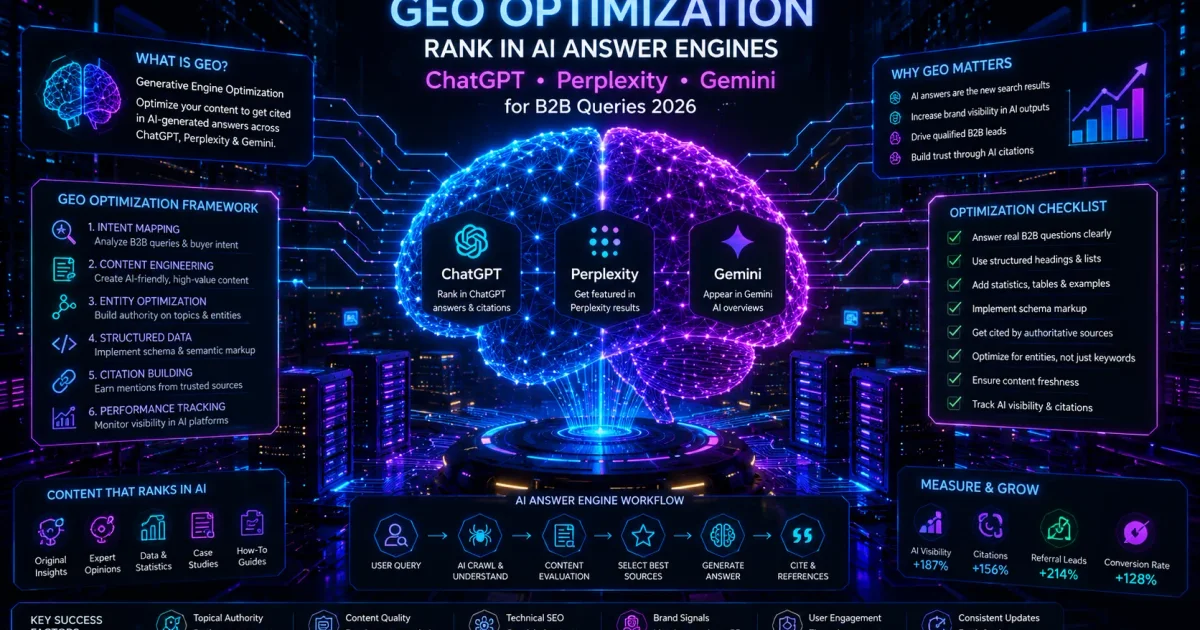 GEO OPTIMIZATION
RANK IN AI ANSWER ENGINES
ChatGPT • Perplexity • Gemini
for B2B Queries 2026
WHAT IS GEO?
Generative Engine Optimization
Optimize your content to get cited
in AI-generated answers across
ChatGPT, Perplexity & Gemini.
WHY GEO MATTERS
AI answers are the new search results
Increase brand visibility in AI outputs
Drive qualified B2B leads
Build trust through AI citations
GEO OPTIMIZATION FRAMEWORK
1. INTENT MAPPING
Analyze B2B queries & buyer intent
2. CONTENT ENGINEERING
Create AI-friendly, high-value content
3. ENTITY OPTIMIZATION
Build authority on topics & entities
4. STRUCTURED DATA
Implement schema & semantic markup
5. CITATION BUILDING
Earn mentions from trusted sources
6. PERFORMANCE TRACKING
Monitor visibility in AI platforms
ChatGPT
Rank in ChatGPT
answers & citations
Perplexity
Get featured in
Perplexity results
Gemini
Appear in Gemini
AI overviews
OPTIMIZATION CHECKLIST
Answer real B2B questions clearly
Use structured headings & lists
Add statistics, tables & examples
Implement schema markup
Get cited by authoritative sources
Optimize for entities, not just keywords
Ensure content freshness
Track AI visibility & citations
CONTENT THAT RANKS IN AI
Original
Insights
Expert
Opinions
Data &
Statistics
Case
Studies
How-To
Guides
AI ANSWER ENGINE WORKFLOW
USER QUERY
AI CRAWL &
UNDERSTAND
CONTENT
EVALUATION
SELECT BEST
SOURCES
GENERATE
ANSWER
CITE &
REFERENCES
MEASURE & GROW
AI Visibility
+187%
Citations
+156%
Referral Leads
+214%
Conversion Rate
+128%
KEY SUCCESS
Topical Authority
Content Quality
Technical SEO
Brand Signals
User Engagement
Consistent Updates